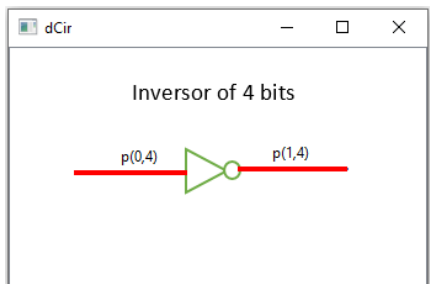 dCir
Inversor of 4 bits
p(0,4)
p(1,4)